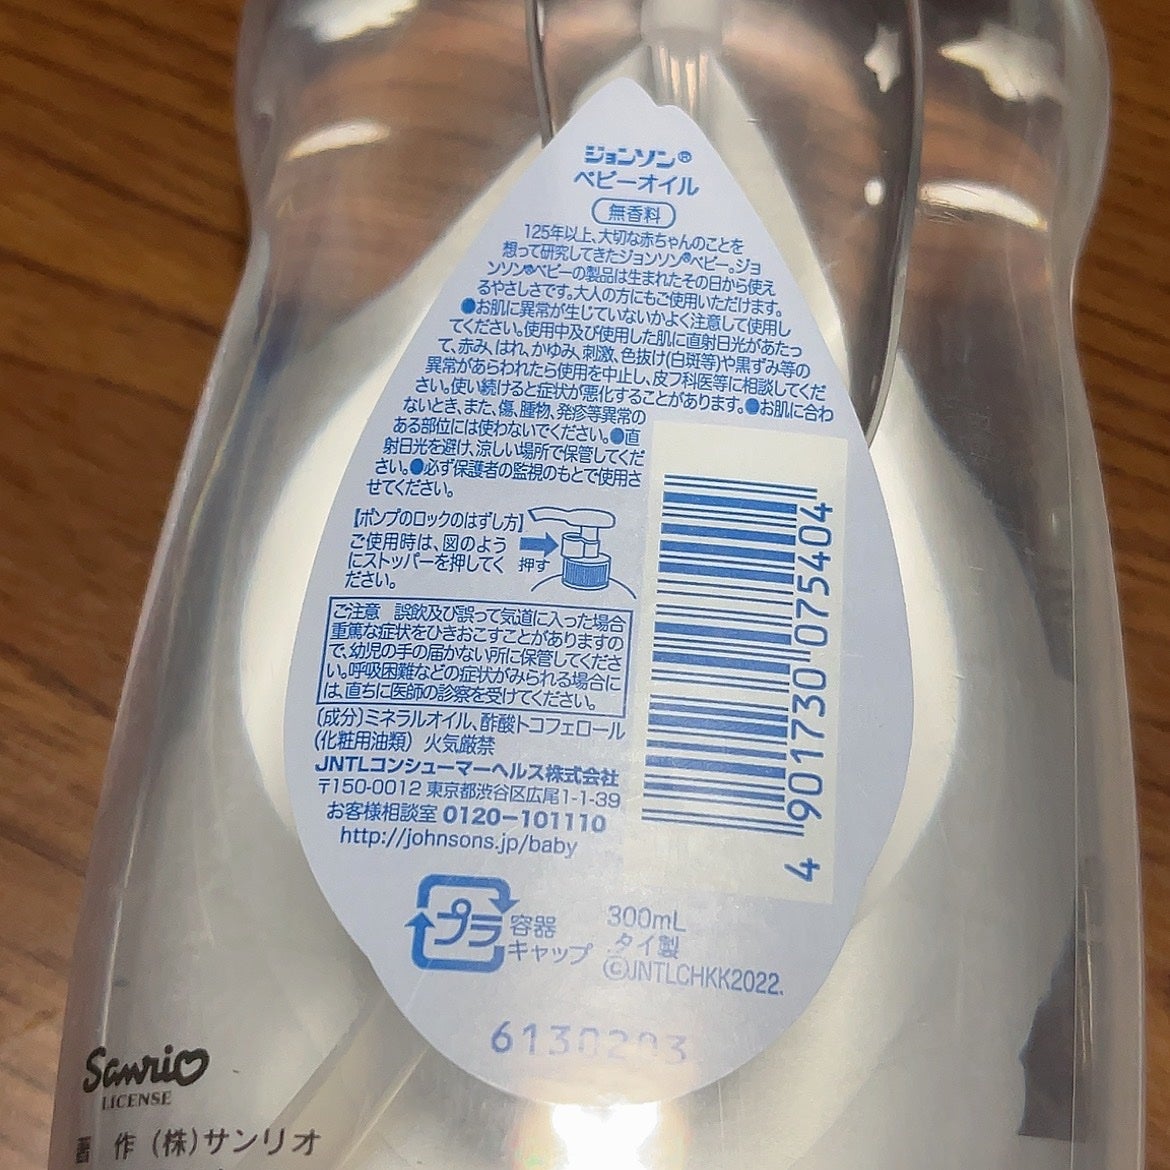 ジョンソン®
ベビーオイル
無香料
125年以上、大切な赤ちゃんのことを
想って研究してきたジョンソン®ベビー。ジョ
ンソン®ベビーの製品は生まれたその日から使え
るやさしさです。大人の方にもご使用いただけます。
●お肌に異常が生じていないかよく注意して使用し
てください。使用中及び使用した肌に直射日光があたっ
て、赤み、はれ、かゆみ、刺激、色抜け(白斑等)や黒ずみ等の
異常があらわれたら使用を中止し、皮フ科医等に相談してくだ
さい。使い続けると症状が悪化することがあります。●お肌に合わ
ないとき、また、傷、腫物、発疹等異常の
ある部位には使わないでください。●直
射日光を避け、涼しい場所で保管してくだ
さい。●必ず保護者の監視のもとで使用さ
せてください。
【ポンプのロックのはずし方】
ご使用時は、図のよう
にストッパーを押してく
ださい。
押す
ご注意 誤飲及び誤って気道に入った場合
重篤な症状をひきおこすことがありますの
で、幼児の手の届かない所に保管してくださ
い。呼吸困難などの症状がみられる場合に
は、直ちに医師の診察を受けてください。
〔成分〕ミネラルオイル、酢酸トコフェロール
(化粧用油類) 火気厳禁
JNTLコンシューマーヘルス株式会社
〒150-0012 東京都渋谷区広尾1-1-39
お客様相談室 0120-101110
http://johnsons.jp/baby
4 901730 075404
プラ
容器
キャップ
300mL
タイ製
©JNTLCHKK2022.
6130203
Sanrio
LICENSE
著作 (株)サンリオ